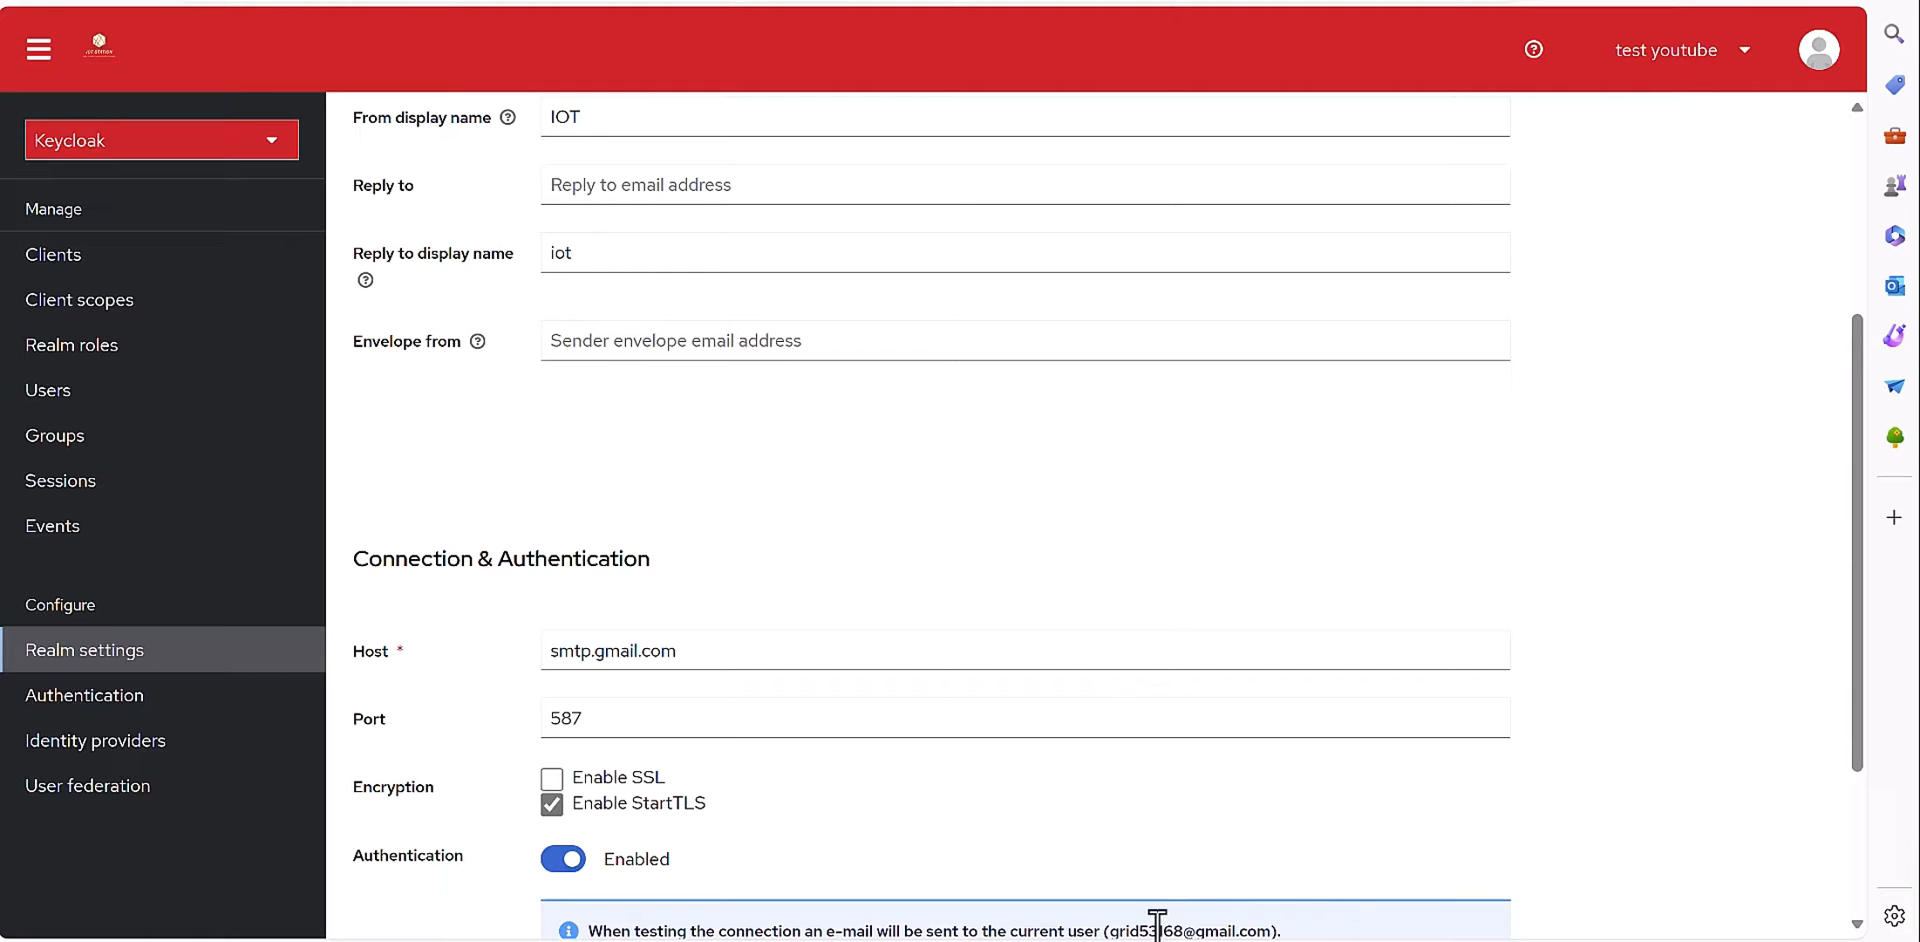 test youtube
Keycloak
Manage
Clients
Client scopes
Realm roles
Users
Groups
Sessions
Events
Configure
Realm settings
Authentication
Identity providers
User federation
From display name
IOT
Reply to
Reply to email address
Reply to display name
iot
Envelope from
Sender envelope email address
Connection & Authentication
Host *
smtp.gmail.com
Port
587
Encryption
Enable SSL
Enable StartTLS
Authentication
Enabled
When testing the connection an e-mail will be sent to the current user